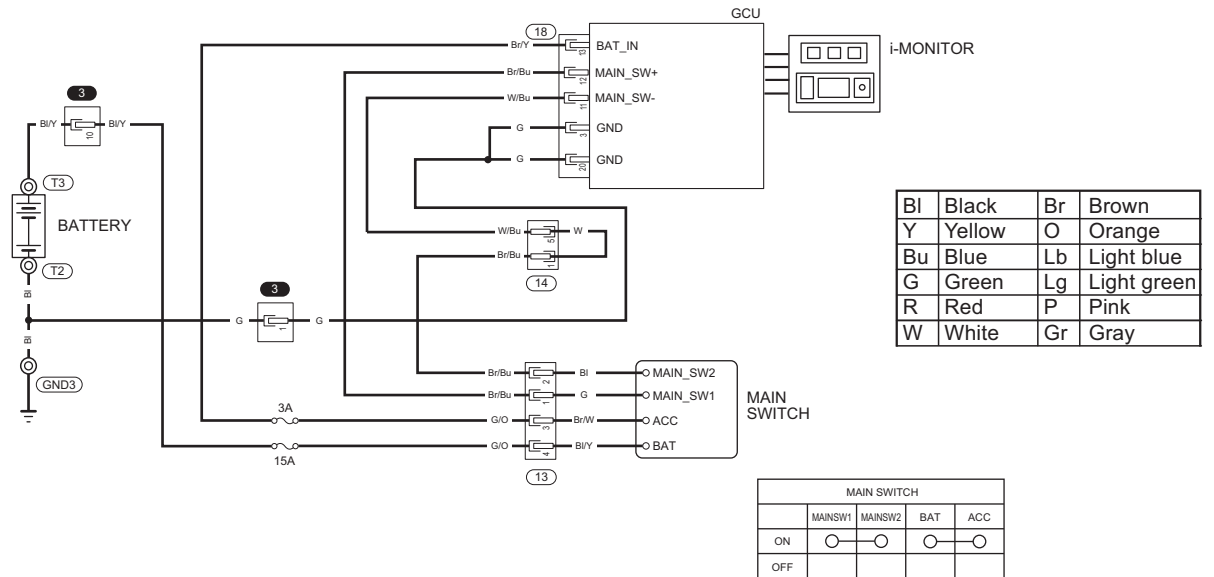 GCU
18
Br/Y
13
BAT_IN
i-MONITOR
Br/Bu
12
MAIN_SW+
3
W/Bu
11
MAIN_SW-
Bl/Y
10
Bl/Y
G
3
GND
G
20
GND
T3
BATTERY
Bl Black Br Brown
Y Yellow O Orange
Bu Blue Lb Light blue
G Green Lg Light green
R Red P Pink
W White Gr Gray
W/Bu
5
W
Br/Bu
1
14
T2
Bl
3
G
1
G
Bl
GND3
Br/Bu
2
Bl
MAIN_SW2
Br/Bu
1
G
MAIN_SW1
MAIN
SWITCH
3A
G/O
3
Br/W
ACC
15A
G/O
4
Bl/Y
BAT
13
MAIN SWITCH
MAINSW1 MAINSW2 BAT ACC
ON
OFF